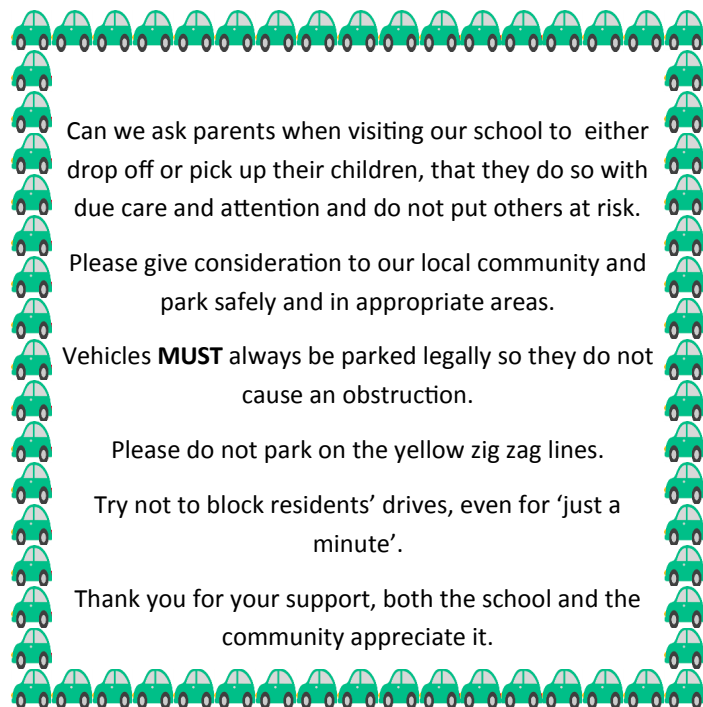 Can we ask parents when visiting our school to either
drop off or pick up their children, that they do so with
due care and attention and do not put others at risk.
Please give consideration to our local community and
park safely and in appropriate areas.
Vehicles MUST always be parked legally so they do not
cause an obstruction.
Please do not park on the yellow zig zag lines.
Try not to block residents’ drives, even for ‘just a
minute’.
Thank you for your support, both the school and the
community appreciate it.